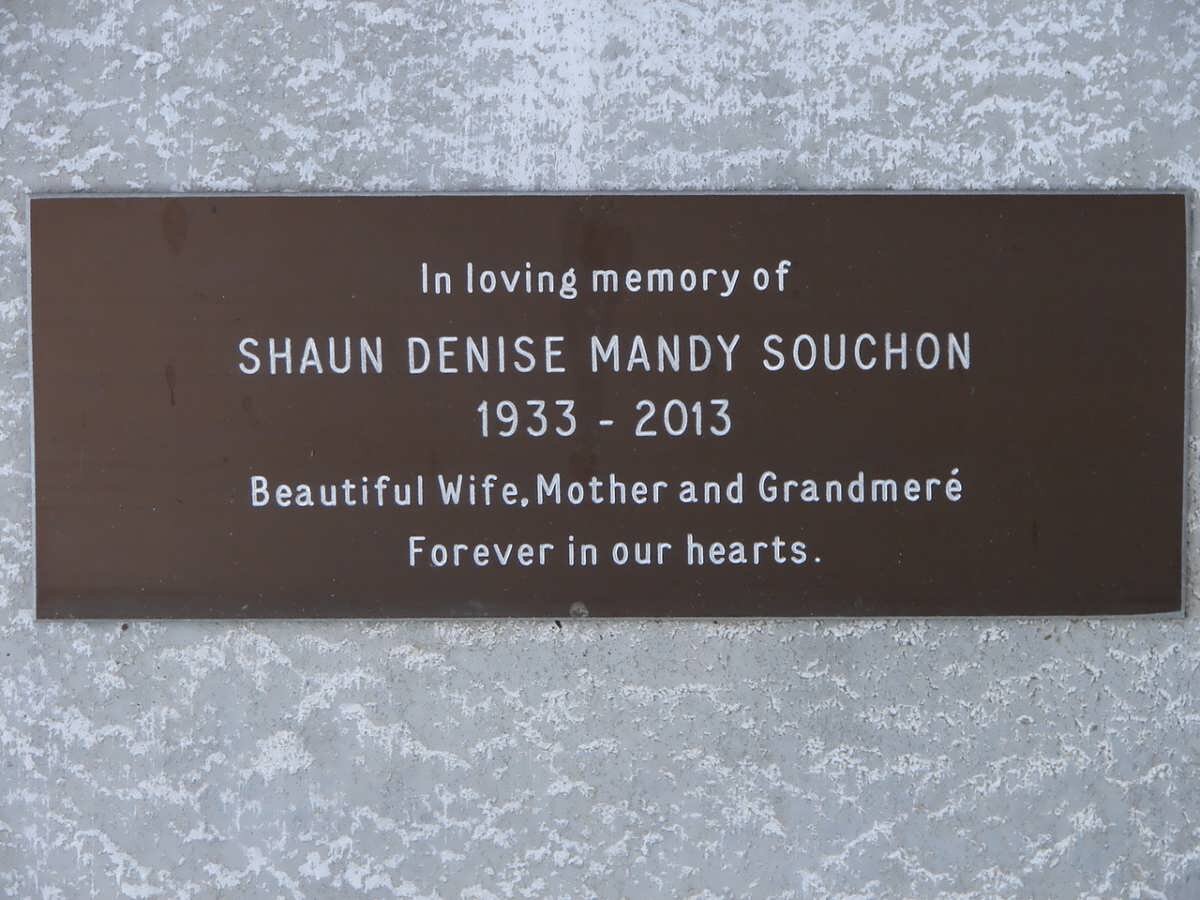 In loving memory of
SHAUN DENISE MANDY SOUCHON
1933 - 2013
Beautiful Wife, Mother and Grandmeré
Forever in our hearts.